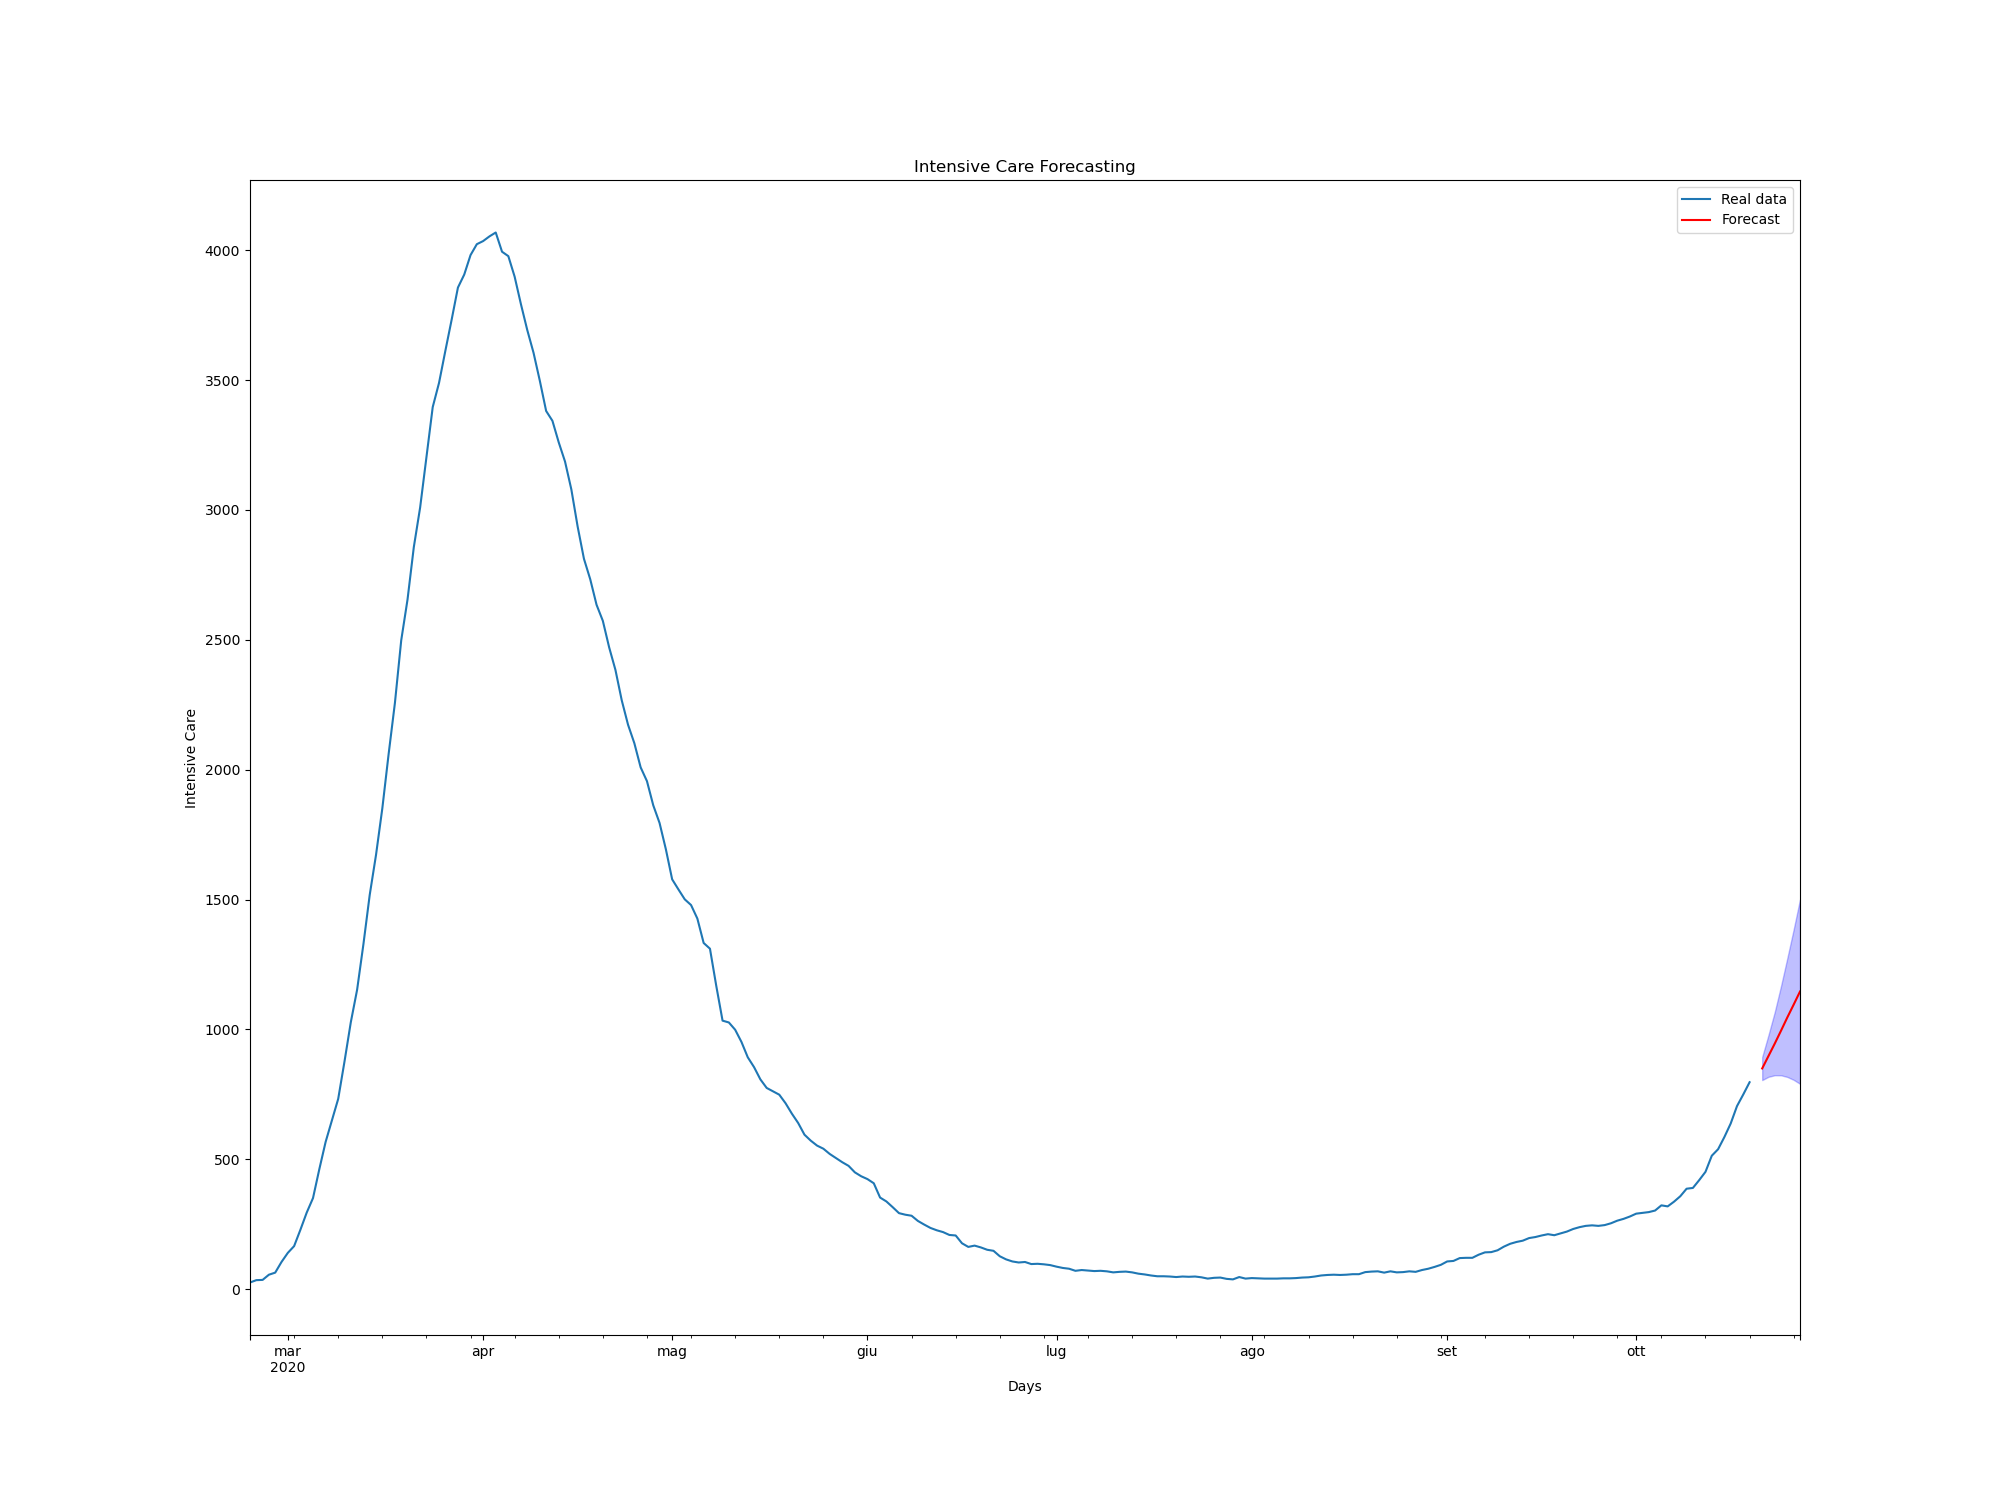 Intensive Care Forecasting
Real data
Forecast
4000
3500
3000
2500
2000
1500
1000
500
0
Intensive Care
mar
2020
apr
mag
giu
lug
ago
set
ott
Days